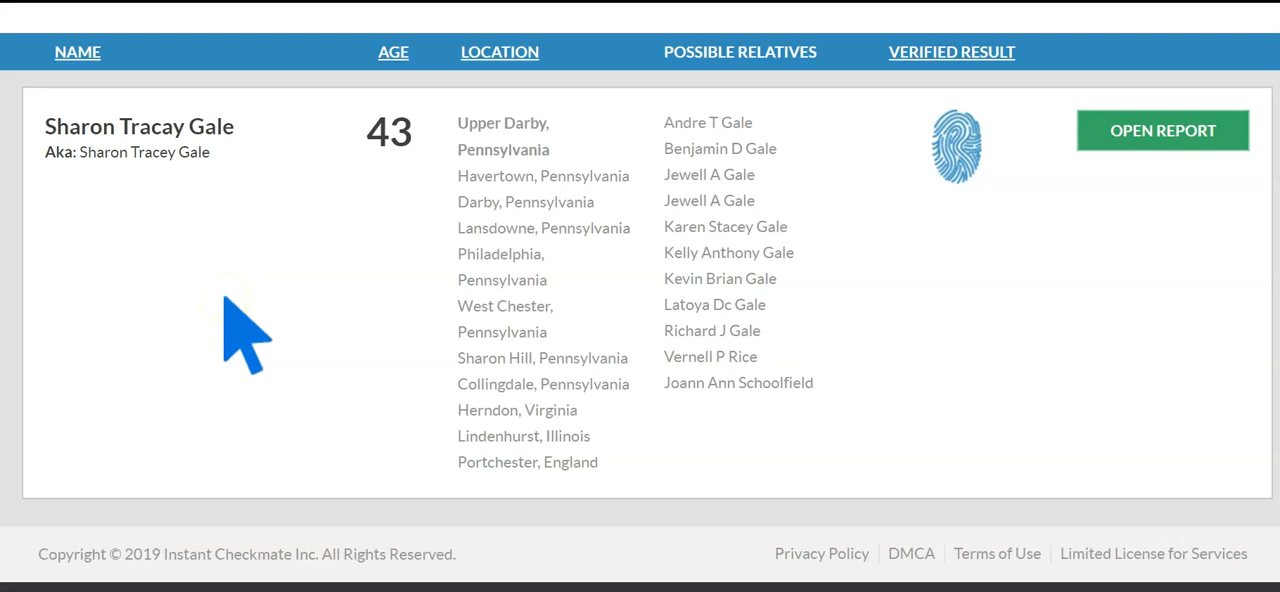 NAME AGE LOCATION POSSIBLE RELATIVES VERIFIED RESULT
Sharon Tracay Gale
Aka: Sharon Tracey Gale
43
Upper Darby,
Pennsylvania
Havertown, Pennsylvania
Darby, Pennsylvania
Lansdowne, Pennsylvania
Philadelphia,
Pennsylvania
West Chester,
Pennsylvania
Sharon Hill, Pennsylvania
Collingdale, Pennsylvania
Herndon, Virginia
Lindenhurst, Illinois
Portchester, England
Andre T Gale
Benjamin D Gale
Jewell A Gale
Jewell A Gale
Karen Stacey Gale
Kelly Anthony Gale
Kevin Brian Gale
Latoya Dc Gale
Richard J Gale
Vernell P Rice
Joann Ann Schoolfield
OPEN REPORT
Copyright © 2019 Instant Checkmate Inc. All Rights Reserved.
Privacy Policy DMCA Terms of Use Limited License for Services